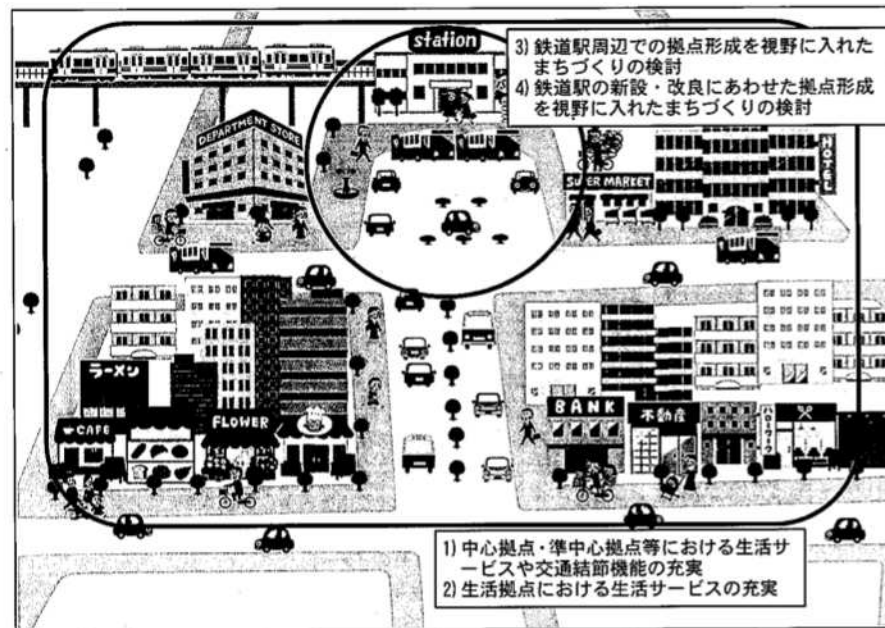 station
3) 鉄道駅周辺での拠点形成を視野に入れた
まちづくりの検討
4) 鉄道駅の新設・改良にあわせた拠点形成
を視野に入れたまちづくりの検討
DEPARTMENT STORE
SUPER MARKET
HOTEL
ラーメン
CAFE
FLOWER
BANK
不動産
ハローワーク
1) 中心拠点・準中心拠点等における生活サ
ービスや交通結節機能の充実
2) 生活拠点における生活サービスの充実